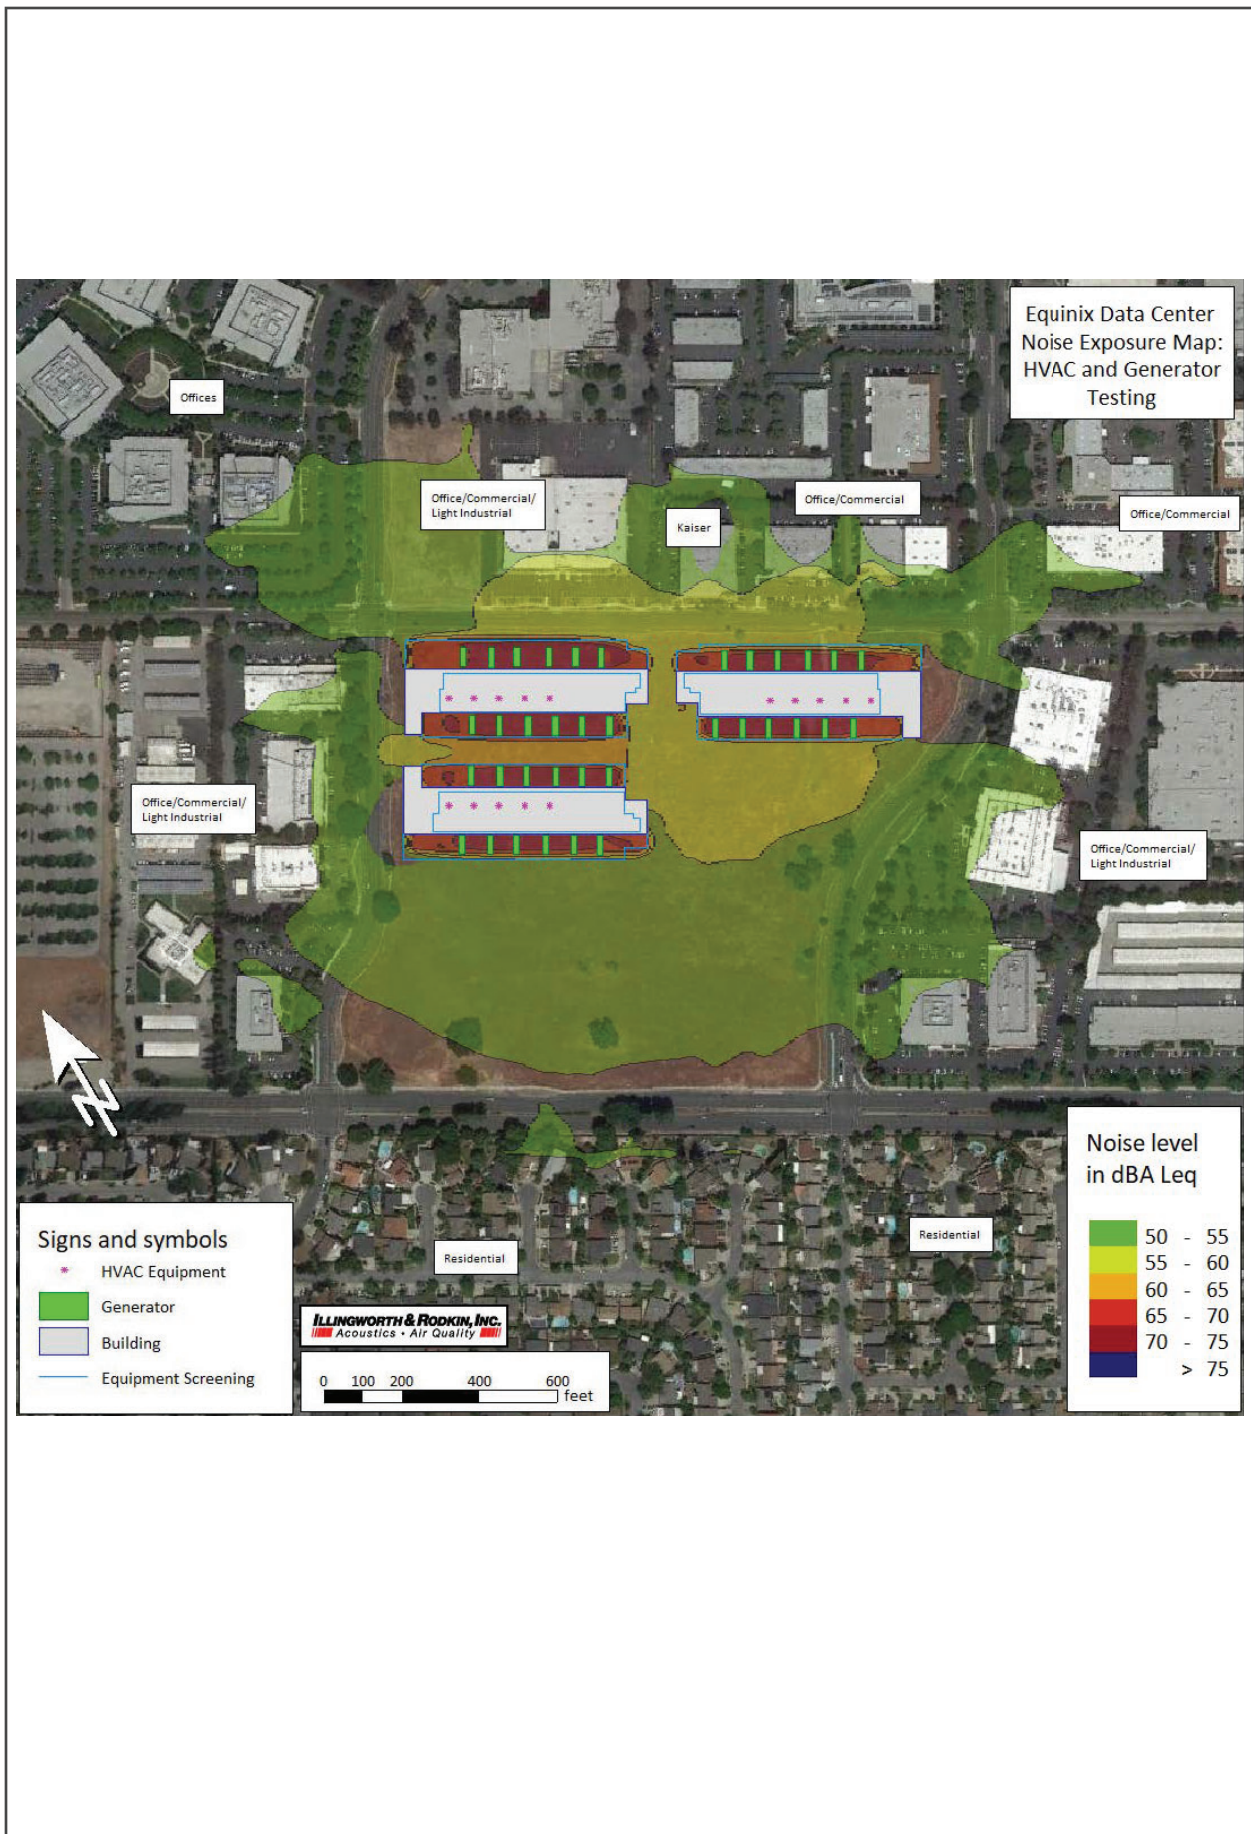 Equinix Data Center
Noise Exposure Map:
HVAC and Generator
Testing
Offices
Office/Commercial/
Light Industrial
Kaiser
Office/Commercial
Office/Commercial
Office/Commercial/
Light Industrial
Office/Commercial/
Light Industrial
Residential
Residential
Signs and symbols
HVAC Equipment
Generator
Building
Equipment Screening
ILLINGWORTH & RODKIN, INC.
Acoustics • Air Quality
0 100 200 400 600
feet
Noise level
in dBA Leq
50 - 55
55 - 60
60 - 65
65 - 70
70 - 75
> 75